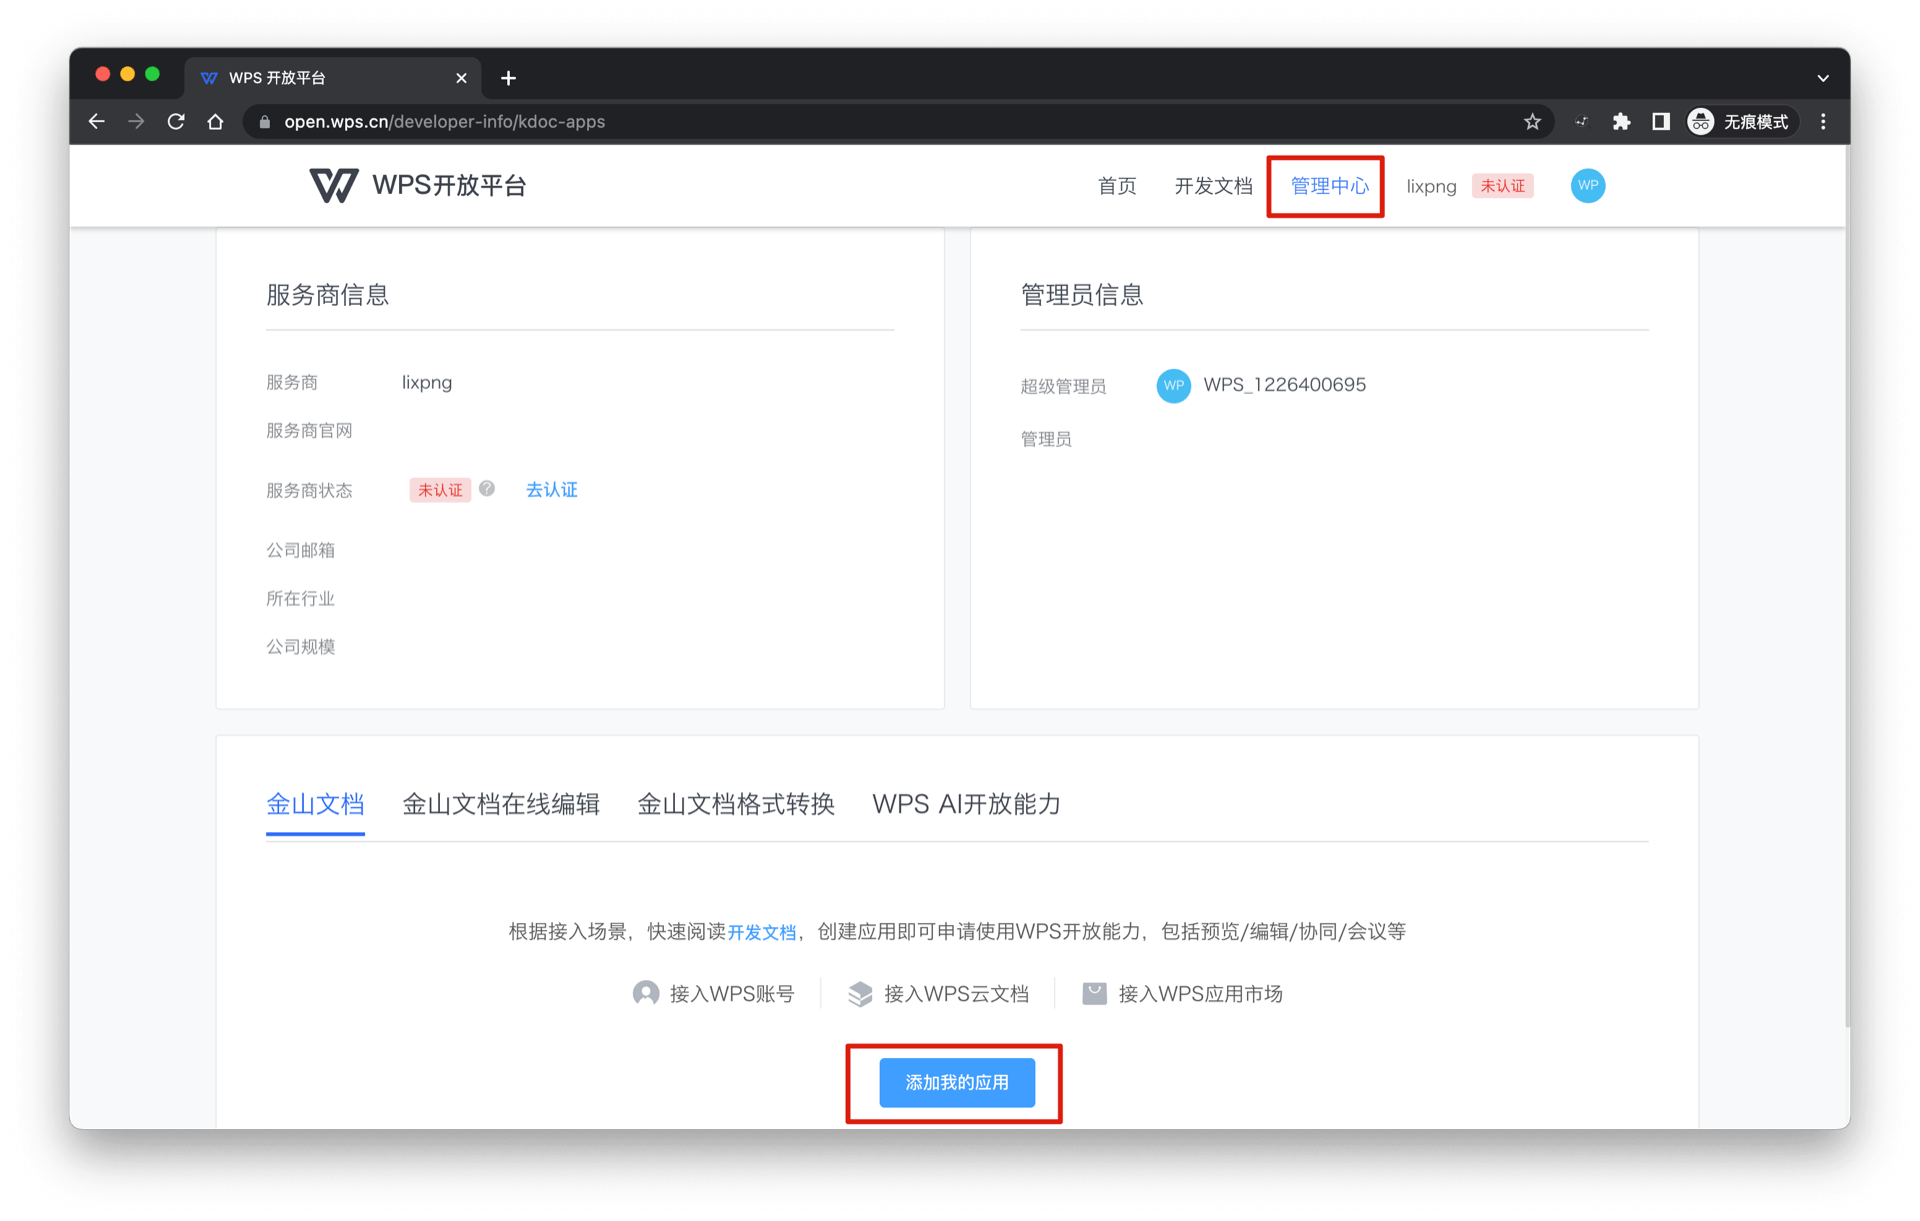 WPS 开放平台
open.wps.cn/developer-info/kdoc-apps
无痕模式
WPS开放平台
首页
开发文档
管理中心
lixpng
未认证
WP
服务商信息
服务商
lixpng
服务商官网
服务商状态
未认证
?
去认证
公司邮箱
所在行业
公司规模
管理员信息
超级管理员
WP
WPS_1226400695
管理员
金山文档
金山文档在线编辑
金山文档格式转换
WPS AI开放能力
根据接入场景，快速阅读开发文档，创建应用即可申请使用WPS开放能力，包括预览/编辑/协同/会议等
接入WPS账号
接入WPS云文档
接入WPS应用市场
添加我的应用